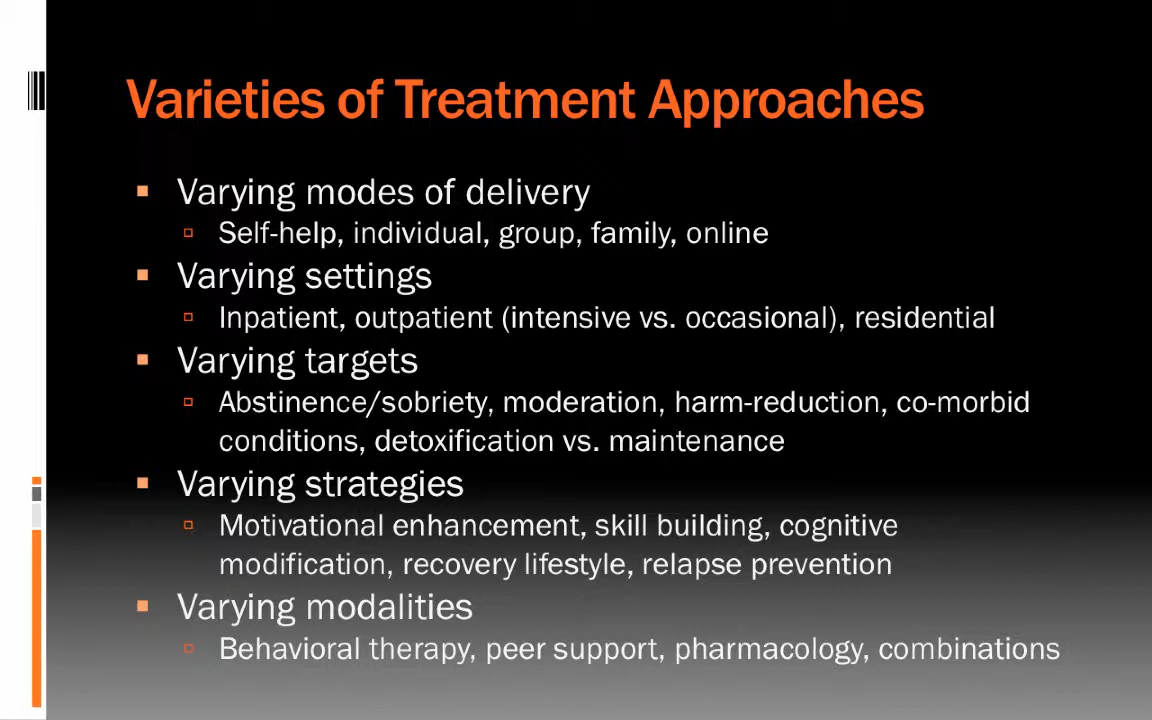 Varieties of Treatment Approaches
Varying modes of delivery
Self-help, individual, group, family, online
Varying settings
Inpatient, outpatient (intensive vs. occasional), residential
Varying targets
Abstinence/sobriety, moderation, harm-reduction, co-morbid
conditions, detoxification vs. maintenance
Varying strategies
Motivational enhancement, skill building, cognitive
modification, recovery lifestyle, relapse prevention
Varying modalities
Behavioral therapy, peer support, pharmacology, combinations